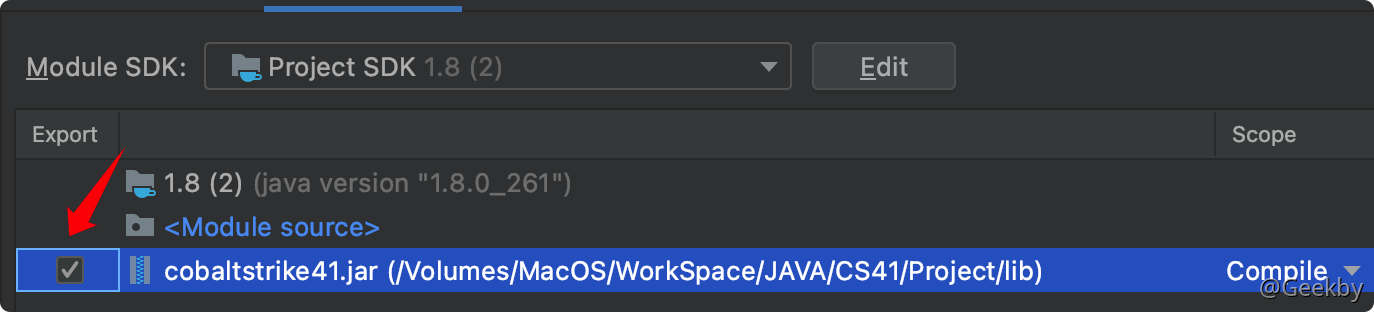 Module SDK: Project SDK 1.8 (2) Edit
Export Scope
1.8 (2) (java version "1.8.0_261")
<Module source>
cobaltstrike41.jar (/Volumes/MacOS/WorkSpace/JAVA/CS41/Project/lib) Compile
@Geekby